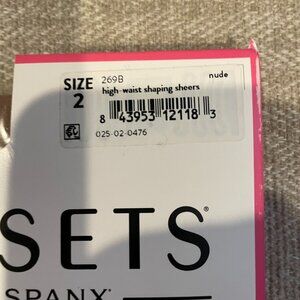 SIZE 2
269B
nude
high-waist shaping sheers
8 43953 12118 3
025-02-0476
SETS
SPANX